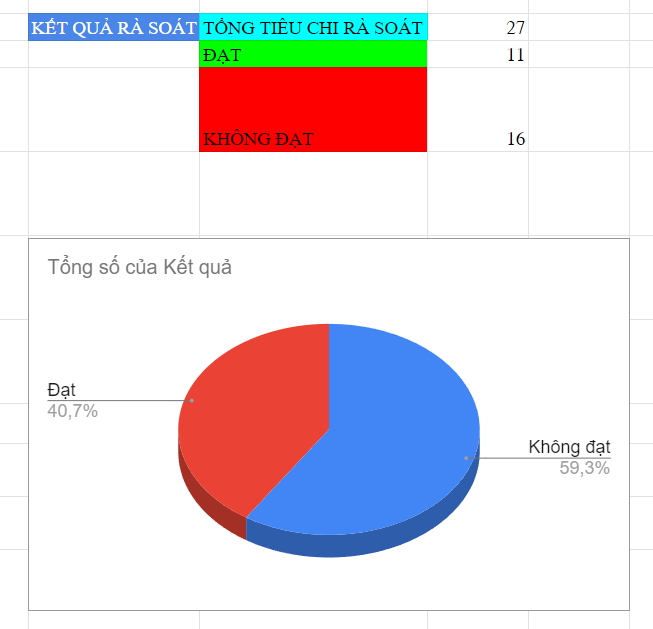 KẾT QUẢ RÀ SOÁT TỔNG TIÊU CHI RÀ SOÁT 27
ĐẠT 11
KHÔNG ĐẠT 16
Tổng số của Kết quả
Đạt
40,7%
Không đạt
59,3%